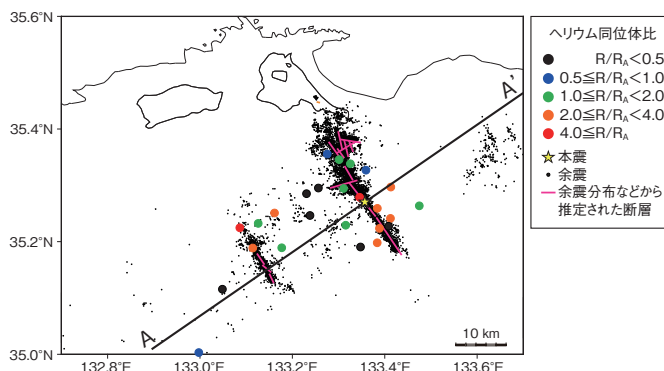 35.6°N
35.4°N
35.2°N
35.0°N
132.8°E
133.0°E
133.2°E
133.4°E
133.6°E
A
A'
10 km
ヘリウム同位体比
R/RA<0.5
0.5≦R/RA<1.0
1.0≦R/RA<2.0
2.0≦R/RA<4.0
4.0≦R/RA
本震
余震
余震分布などから
推定された断層